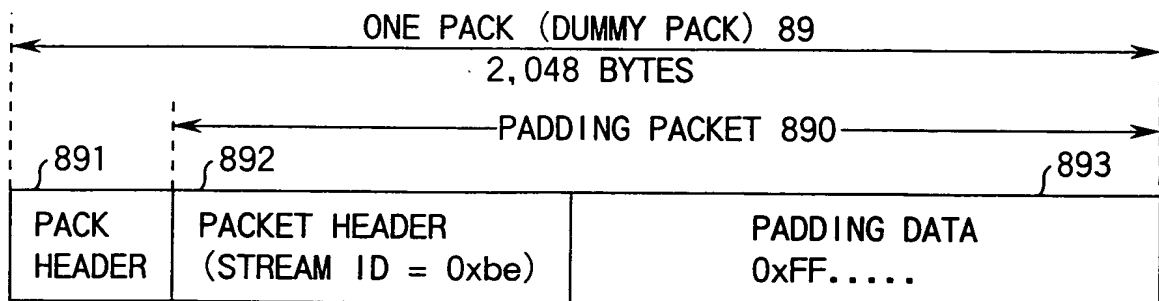 ONE PACK (DUMMY PACK) 89
2,048 BYTES
PADDING PACKET 890
891
892
893
PACK
HEADER
PACKET HEADER
(STREAM ID = 0xbe)
PADDING DATA
0xFF.....